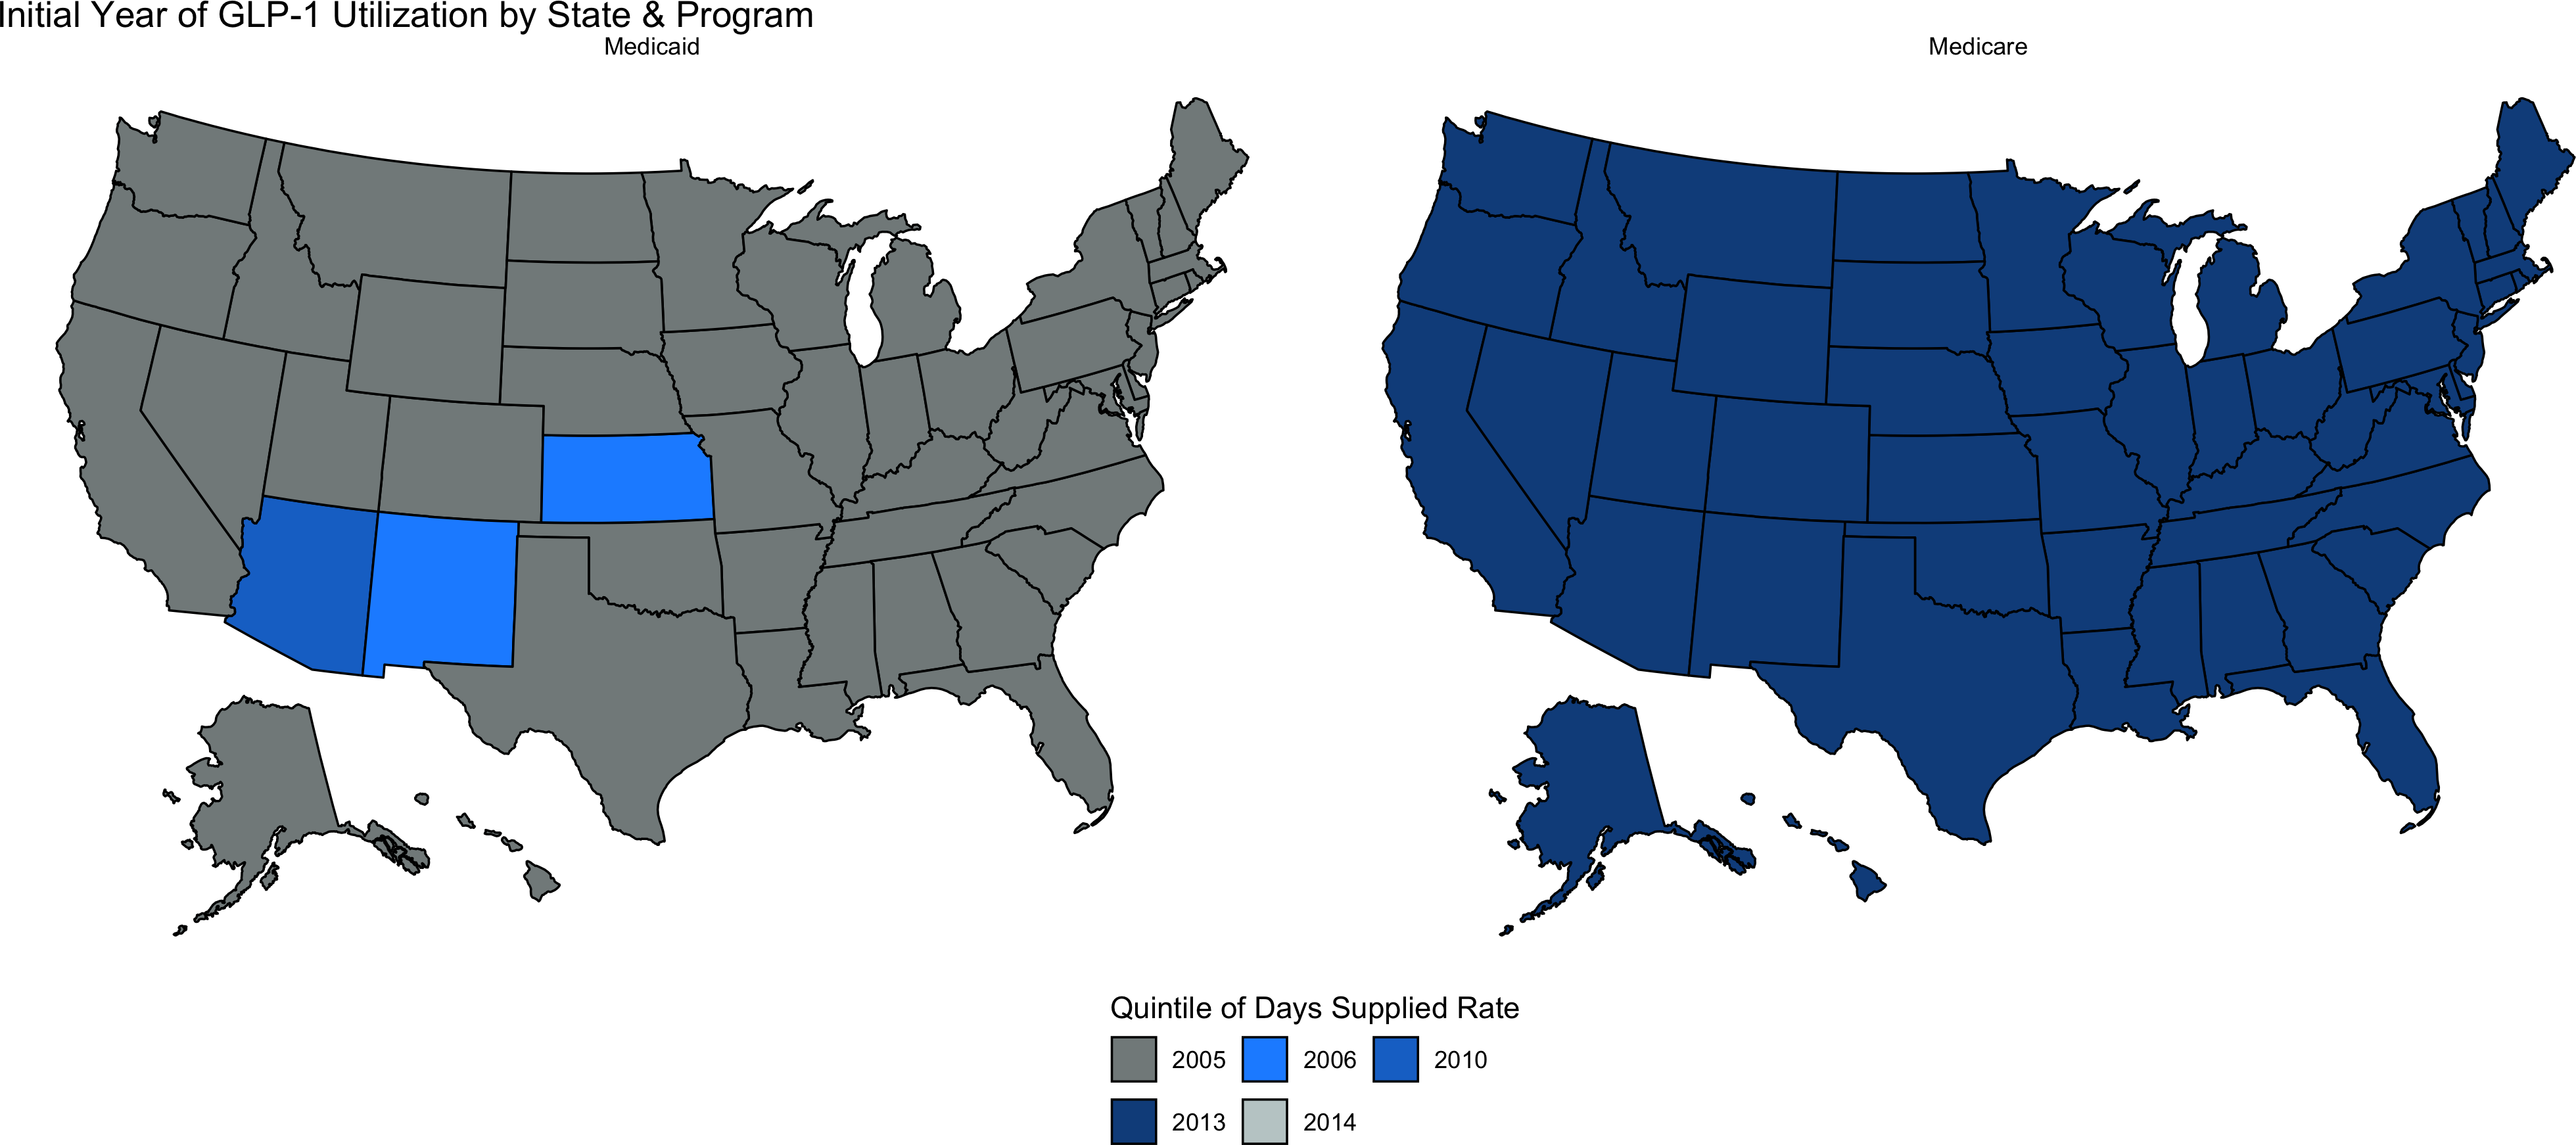 Initial Year of GLP-1 Utilization by State & Program
Medicaid
Medicare
Quintile of Days Supplied Rate
2005 2006 2010
2013 2014